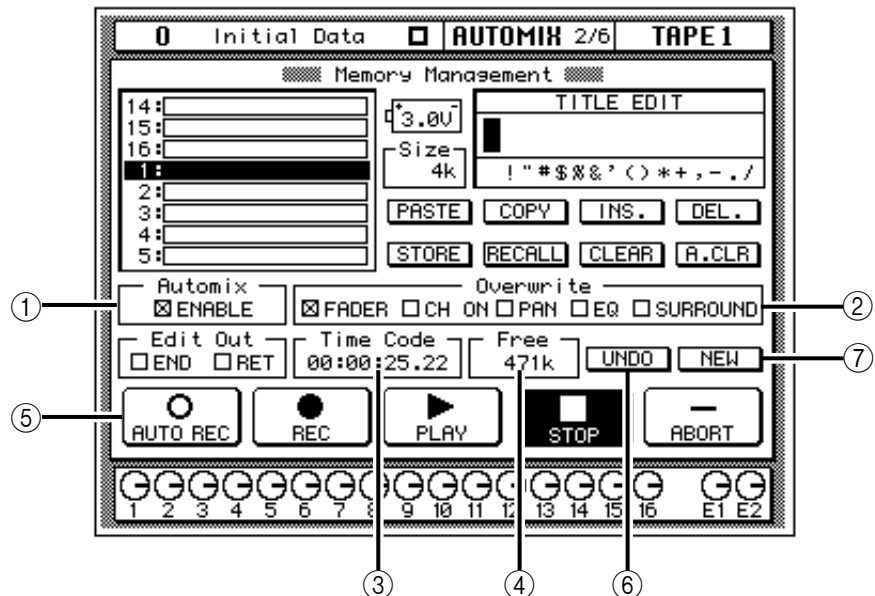 0 Initial Data AUTOMIX 2/6 TAPE 1
Memory Management
14:
15:
16:
1:
2:
3:
4:
5:
+ 3.0V -
Size
4k
TITLE EDIT
! " # $ % & ' ( ) * + , - . /
PASTE COPY INS. DEL.
STORE RECALL CLEAR A.CLR
Automix
ENABLE
Overwrite
FADER CH ON PAN EQ SURROUND
Edit Out
END RET
Time Code
00:00:25.22
Free
471k
UNDO NEW
AUTO REC REC PLAY STOP ABORT
1 2 3 4 5 6 7 8 9 10 11 12 13 14 15 16 E1 E2
① ② ⑦ ⑤
③ ④ ⑥